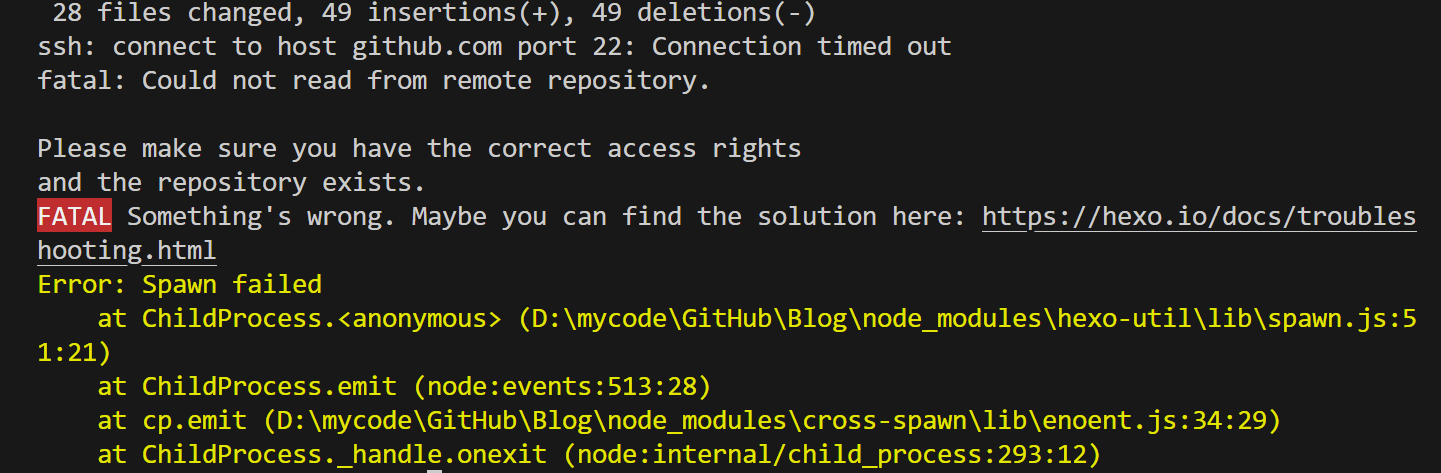 28 files changed, 49 insertions(+), 49 deletions(-)
ssh: connect to host github.com port 22: Connection timed out
fatal: Could not read from remote repository.
Please make sure you have the correct access rights
and the repository exists.
FATAL Something's wrong. Maybe you can find the solution here: https://hexo.io/docs/troubles
hooting.html
Error: Spawn failed
at ChildProcess.<anonymous> (D:\mycode\GitHub\Blog\node_modules\hexo-util\lib\spawn.js:5
1:21)
at ChildProcess.emit (node:events:513:28)
at cp.emit (D:\mycode\GitHub\Blog\node_modules\cross-spawn\lib\enoent.js:34:29)
at ChildProcess._handle.onexit (node:internal/child_process:293:12)